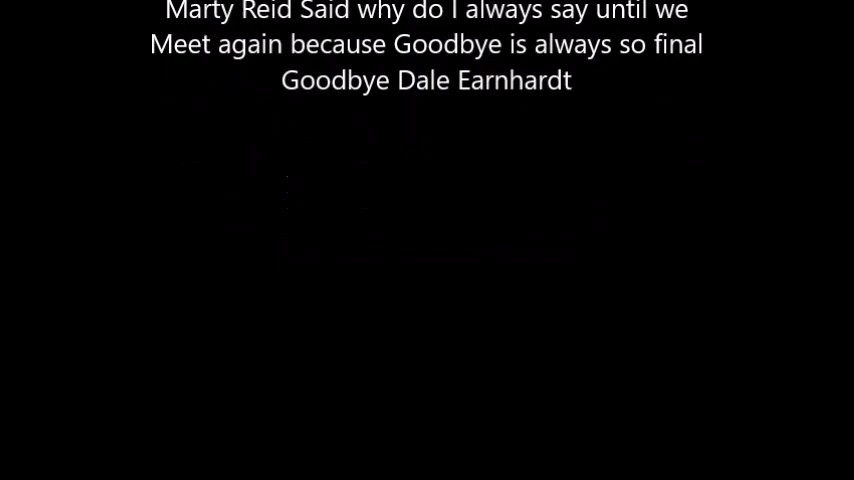 Marty Reid Said why do I always say until we
Meet again because Goodbye is always so final
Goodbye Dale Earnhardt